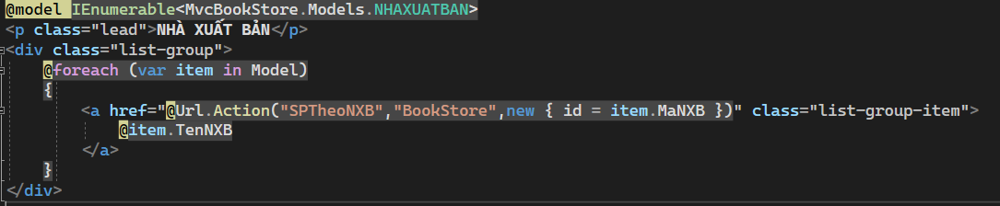 @model IEnumerable<MvcBookStore.Models.NHAXUATBAN>
<p class="lead">NHÀ XUẤT BẢN</p>
<div class="list-group">
    @foreach (var item in Model)
    {
        <a href="@Url.Action("SPTheoNXB","BookStore",new { id = item.MaNXB })" class="list-group-item">
            @item.TenNXB
        </a>
    }
</div>